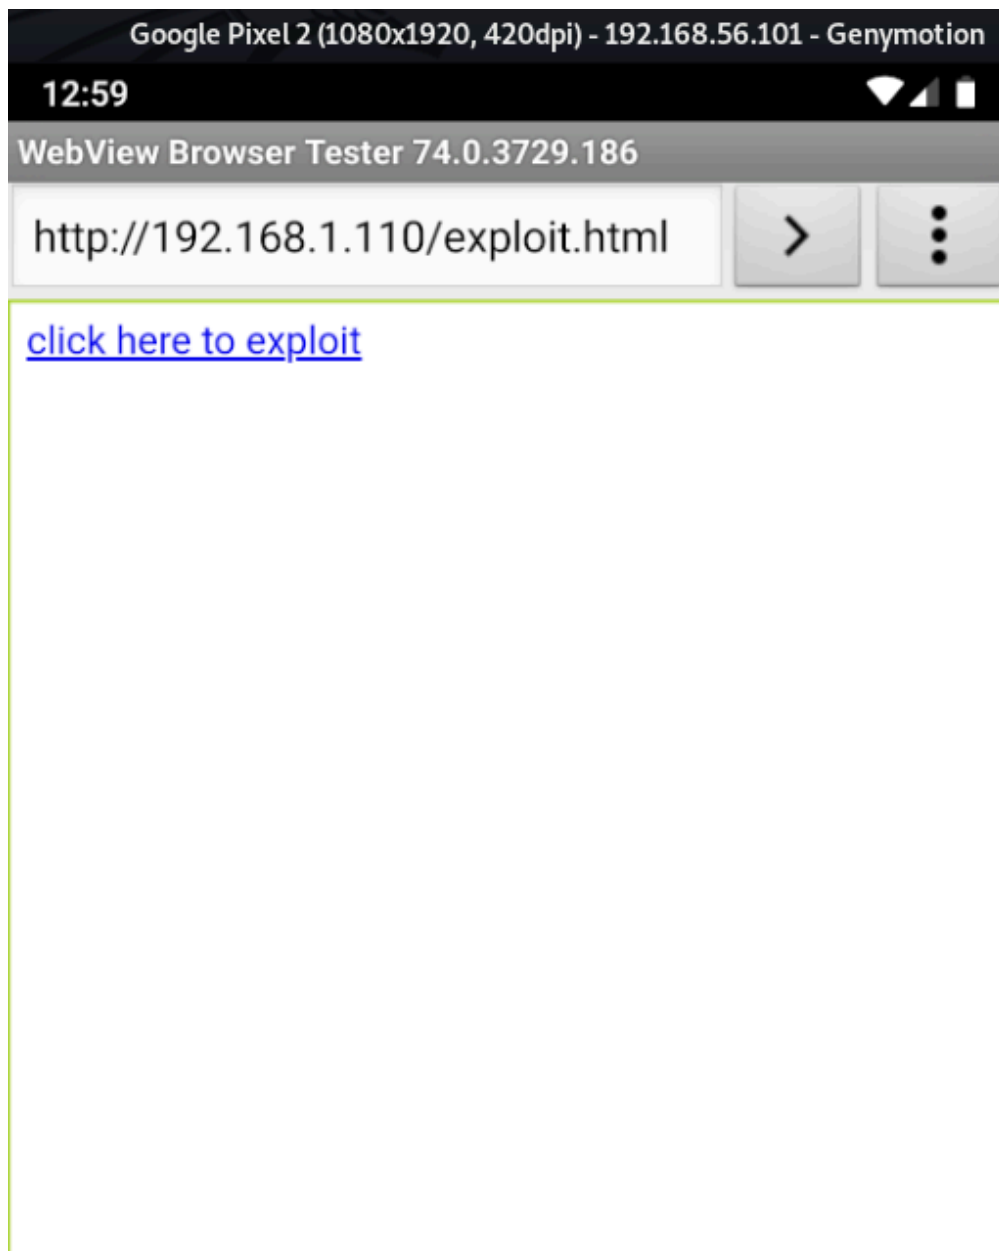 Google Pixel 2 (1080x1920, 420dpi) - 192.168.56.101 - Genymotion
12:59
WebView Browser Tester 74.0.3729.186
http://192.168.1.110/exploit.html
click here to exploit